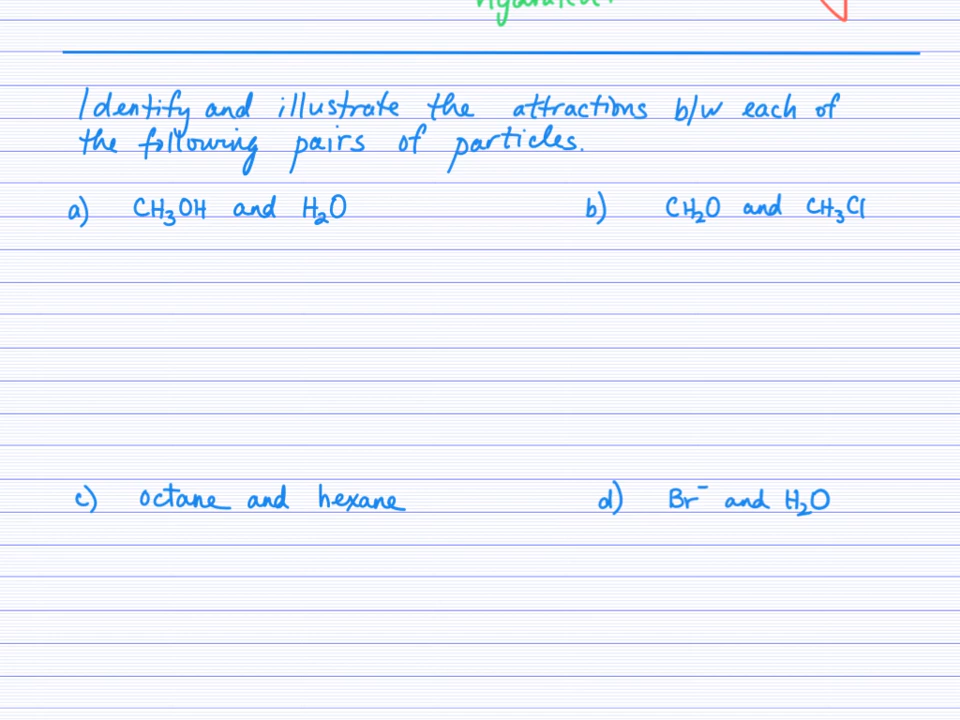 Identify and illustrate the attractions b/w each of
the following pairs of particles.
a) CH₃OH and H₂O b) CH₂O and CH₃Cl
c) octane and hexane d) Br⁻ and H₂O